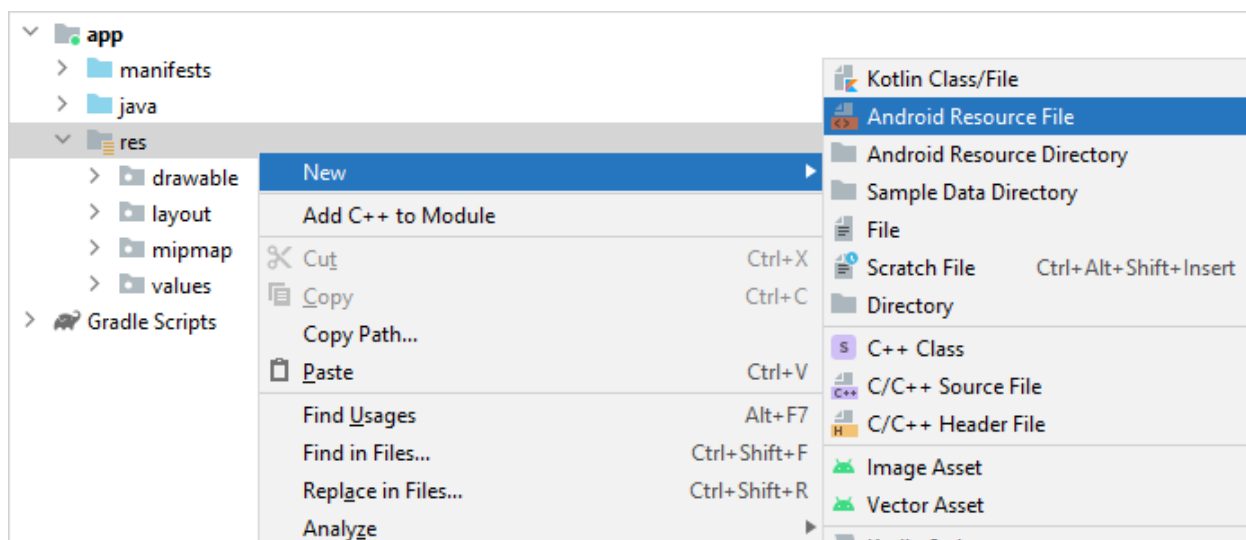 app
manifests
java
res
drawable
layout
mipmap
values
Gradle Scripts
New
Add C++ to Module
Cut Ctrl+X
Copy Ctrl+C
Copy Path...
Paste Ctrl+V
Find Usages Alt+F7
Find in Files... Ctrl+Shift+F
Replace in Files... Ctrl+Shift+R
Analyze
Kotlin Class/File
Android Resource File
Android Resource Directory
Sample Data Directory
File
Scratch File Ctrl+Alt+Shift+Insert
Directory
S C++ Class
C++ C/C++ Source File
H C/C++ Header File
Image Asset
Vector Asset